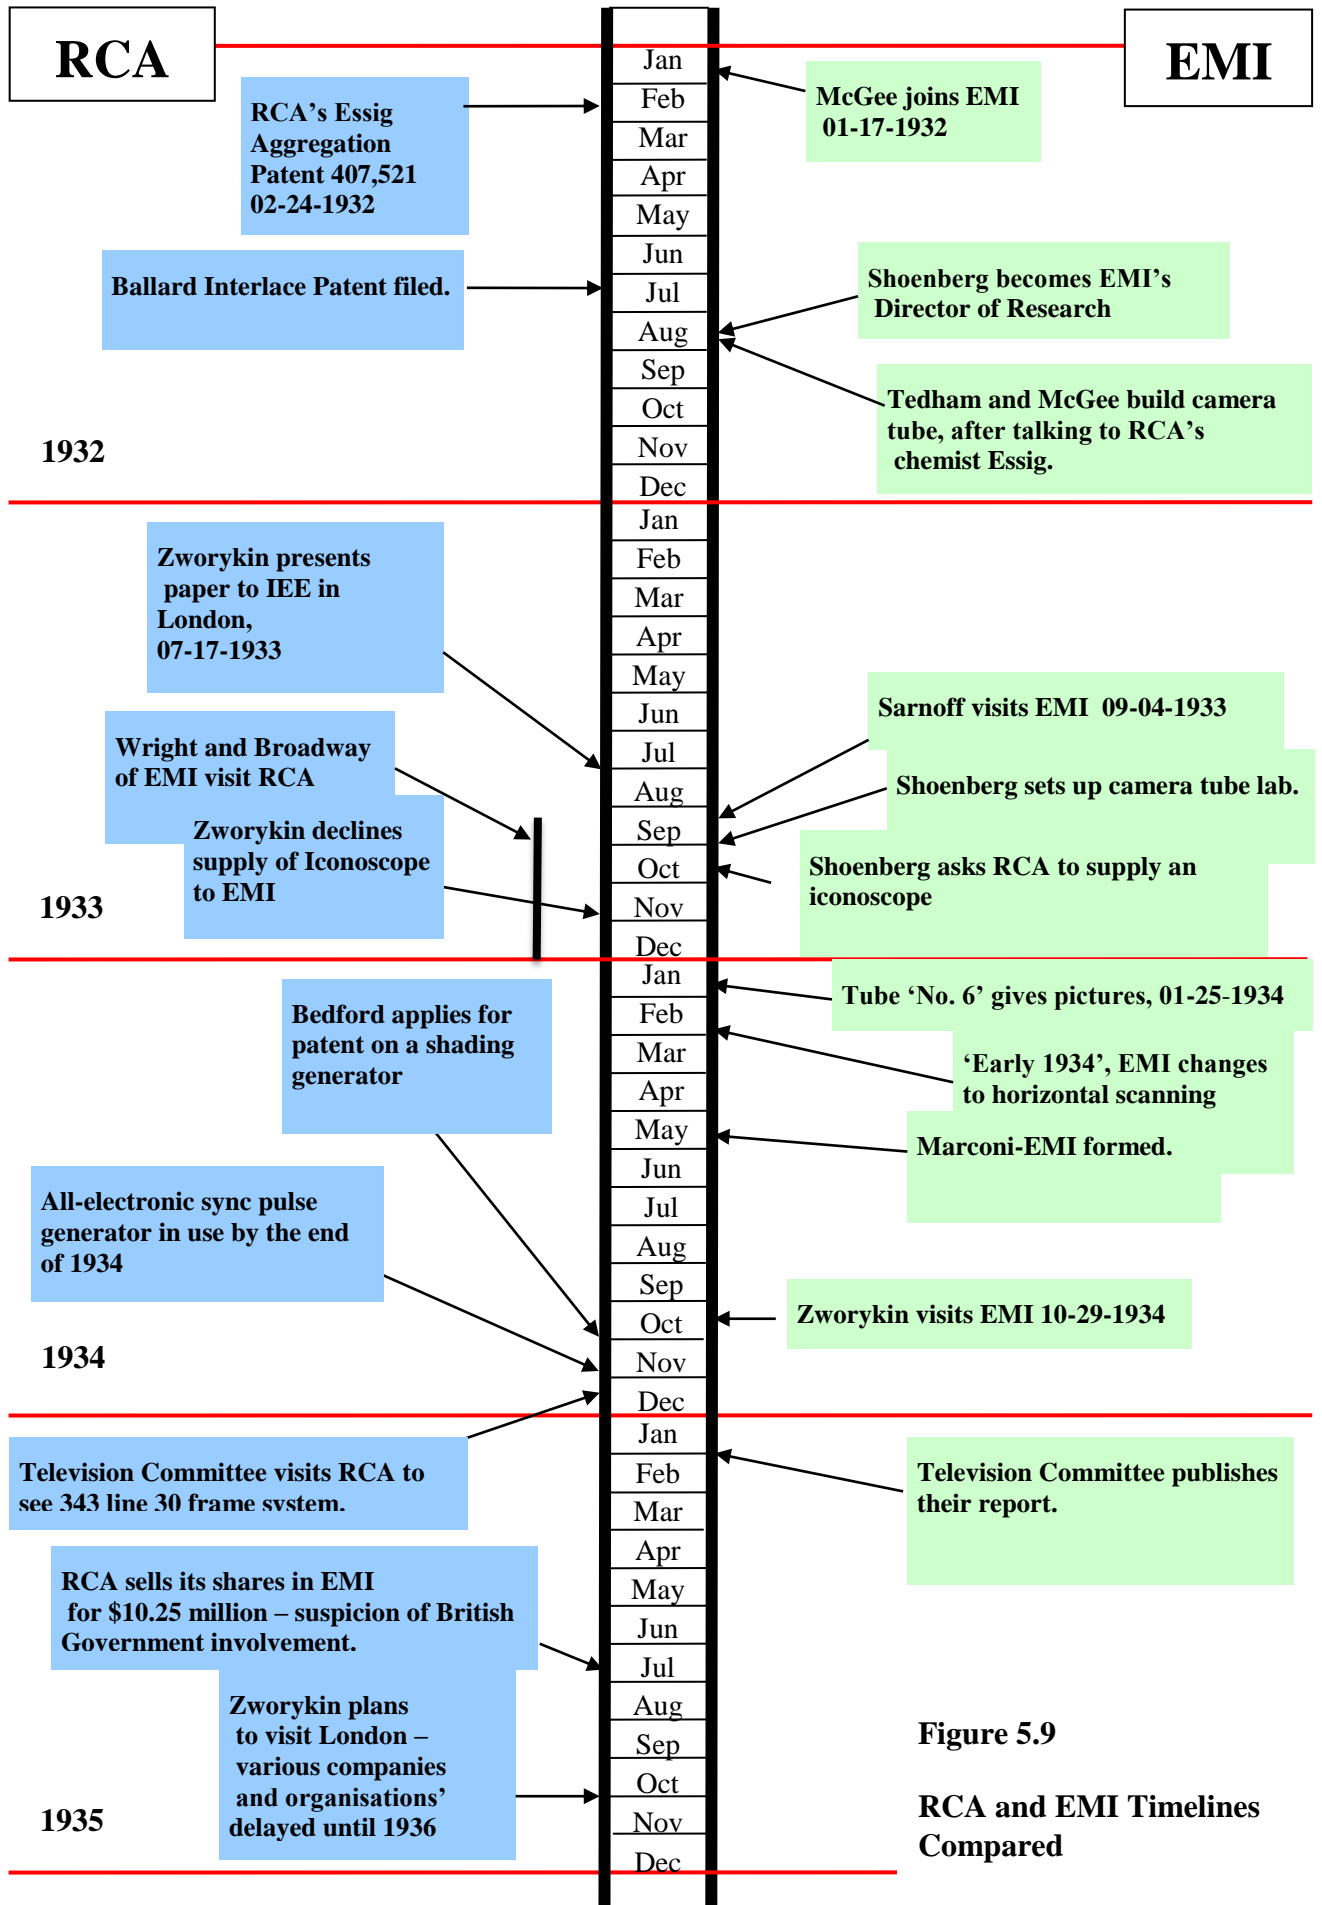 RCA
EMI
Jan
Feb
Mar
Apr
May
Jun
Jul
Aug
Sep
Oct
Nov
Dec
RCA’s Essig
Aggregation
Patent 407,521
02-24-1932
McGee joins EMI
01-17-1932
Ballard Interlace Patent filed.
Shoenberg becomes EMI’s
Director of Research
Tedham and McGee build camera
tube, after talking to RCA’s
chemist Essig.
1932
Jan
Feb
Mar
Apr
May
Jun
Jul
Aug
Sep
Oct
Nov
Dec
Zworykin presents
paper to IEE in
London,
07-17-1933
Wright and Broadway
of EMI visit RCA
Zworykin declines
supply of Iconoscope
to EMI
Sarnoff visits EMI  09-04-1933
Shoenberg sets up camera tube lab.
Shoenberg asks RCA to supply an
iconoscope
1933
Jan
Feb
Mar
Apr
May
Jun
Jul
Aug
Sep
Oct
Nov
Dec
Bedford applies for
patent on a shading
generator
Tube ‘No. 6’ gives pictures, 01-25-1934
‘Early 1934’, EMI changes
to horizontal scanning
Marconi-EMI formed.
All-electronic sync pulse
generator in use by the end
of 1934
Zworykin visits EMI 10-29-1934
1934
Jan
Feb
Mar
Apr
May
Jun
Jul
Aug
Sep
Oct
Nov
Dec
Television Committee visits RCA to
see 343 line 30 frame system.
Television Committee publishes
their report.
RCA sells its shares in EMI
for $10.25 million – suspicion of British
Government involvement.
Zworykin plans
to visit London –
various companies
and organisations’
delayed until 1936
1935
Figure 5.9
RCA and EMI Timelines
Compared